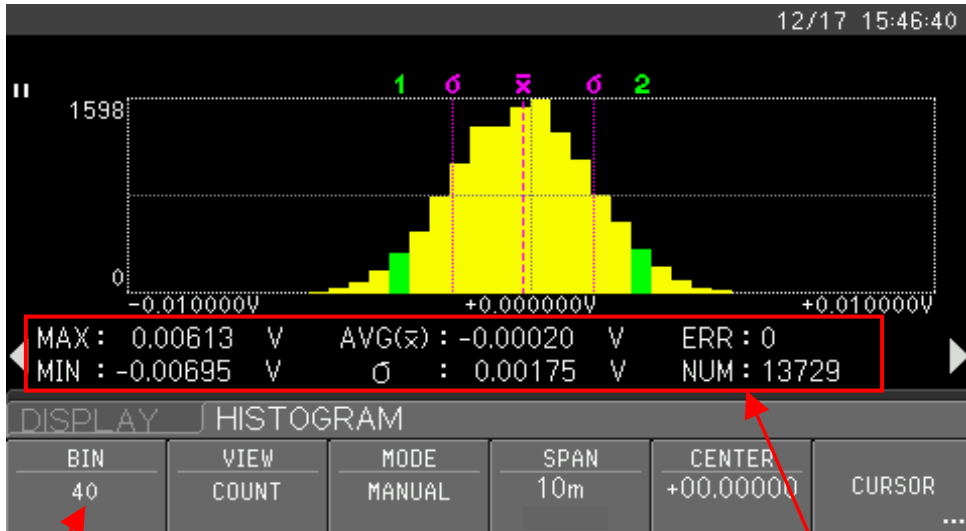 12/17 15:46:40
1 σ x̄ σ 2
1598
0
-0.010000V +0.000000V +0.010000V
MAX: 0.00613 V AVG(x̄): -0.00020 V ERR: 0
MIN : -0.00695 V σ : 0.00175 V NUM: 13729
DISPLAY HISTOGRAM
BIN VIEW MODE SPAN CENTER
40 COUNT MANUAL 10m +00.00000 CURSOR
...